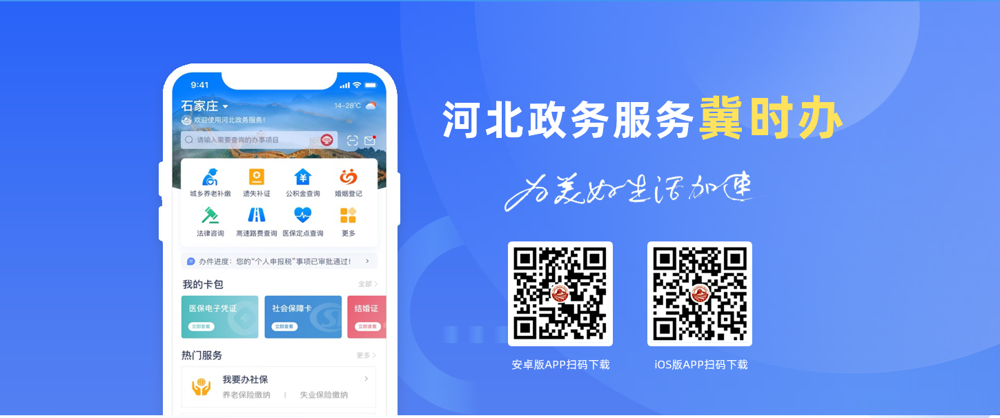 9:41
石家庄
14-28℃
欢迎使用河北政务服务!
请输入需要查询的办事项目
城乡养老补缴 遗失补证 公积金查询 婚姻登记
法律咨询 高速路费查询 医保定点查询 更多
办件进度：您的“个人申报税”事项已审批通过!
我的卡包 全部
医保电子凭证 社会保障卡 结婚证
立即查看 立即查看 立即查看
热门服务 更多
我要办社保
养老保险缴纳 | 失业保险缴纳
河北政务服务冀时办
为美好生活加速
安卓版APP扫码下载 iOS版APP扫码下载